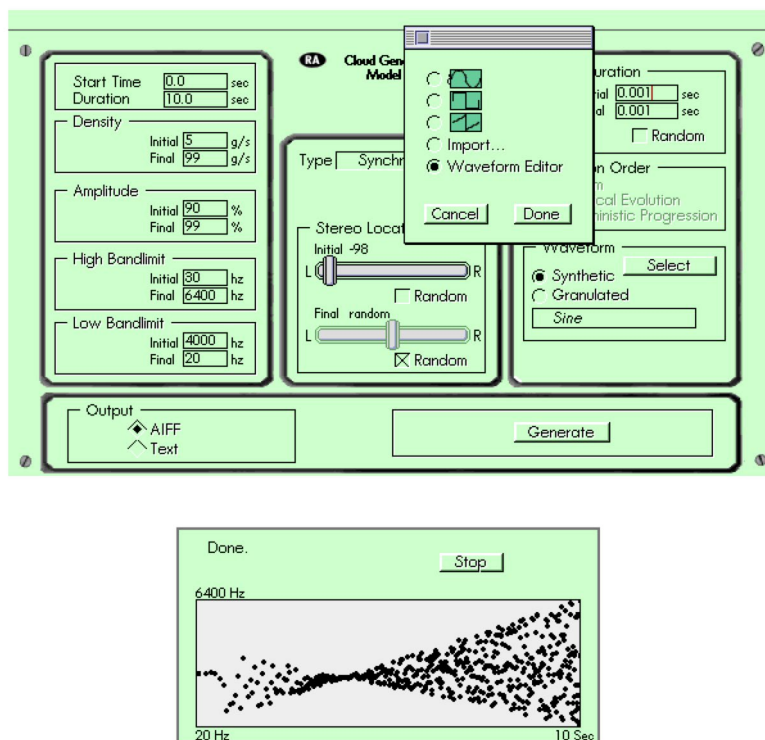 RA
Cloud Gen
Model
Start Time 0.0 sec
Duration 10.0 sec
Density
Initial 5 g/s
Final 99 g/s
Amplitude
Initial 90 %
Final 99 %
High Bandlimit
Initial 30 hz
Final 6400 hz
Low Bandlimit
Initial 4000 hz
Final 20 hz
Type Synchr
Stereo Locat
Initial -98
L R
Random
Final random
L R
Random
Import...
Waveform Editor
Cancel Done
uration
ial 0.001 sec
al 0.001 sec
Random
on Order
m
cal Evolution
inistic Progression
Waveform
Select
Synthetic
Granulated
Sine
Output
AIFF
Text
Generate
Done.
Stop
6400 Hz
20 Hz 10 Sec